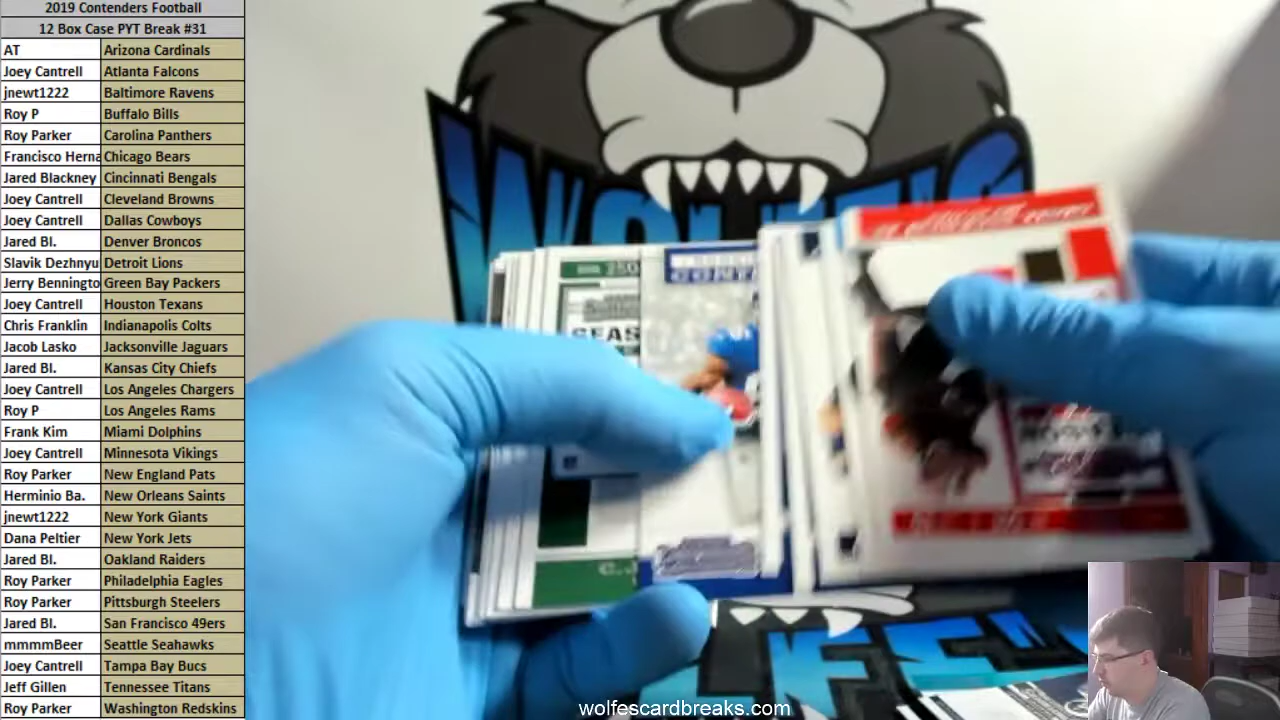 2019 Contenders Football
12 Box Case PYT Break #31
AT Arizona Cardinals
Joey Cantrell Atlanta Falcons
jnewt1222 Baltimore Ravens
Roy P Buffalo Bills
Roy Parker Carolina Panthers
Francisco Herna Chicago Bears
Jared Blackney Cincinnati Bengals
Joey Cantrell Cleveland Browns
Joey Cantrell Dallas Cowboys
Jared Bl. Denver Broncos
Slavik Dezhnyu Detroit Lions
Jerry Benningto Green Bay Packers
Joey Cantrell Houston Texans
Chris Franklin Indianapolis Colts
Jacob Lasko Jacksonville Jaguars
Jared Bl. Kansas City Chiefs
Joey Cantrell Los Angeles Chargers
Roy P Los Angeles Rams
Frank Kim Miami Dolphins
Joey Cantrell Minnesota Vikings
Roy Parker New England Pats
Herminio Ba. New Orleans Saints
jnewt1222 New York Giants
Dana Peltier New York Jets
Jared Bl. Oakland Raiders
Roy Parker Philadelphia Eagles
Roy Parker Pittsburgh Steelers
Jared Bl. San Francisco 49ers
mmmmBeer Seattle Seahawks
Joey Cantrell Tampa Bay Bucs
Jeff Gillen Tennessee Titans
Roy Parker Washington Redskins
SEAS
CONT
wolfescardbreaks.com